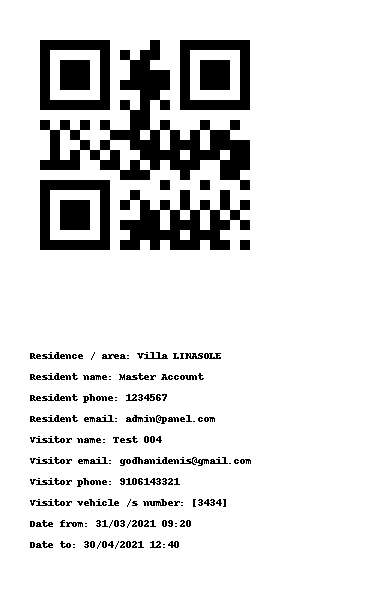 Residence / area: Villa LINASOLE
Resident name: Master Account
Resident phone: 1234567
Resident email: admin@panel.com
Visitor name: Test 004
Visitor email: godhanidenis@gmail.com
Visitor phone: 9106143321
Visitor vehicle /s number: [3434]
Date from: 31/03/2021 09:20
Date to: 30/04/2021 12:40